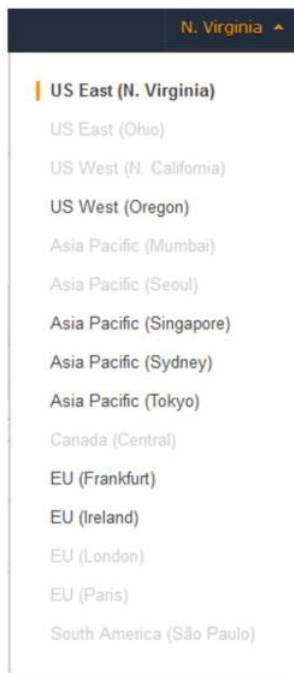 N. Virginia
US East (N. Virginia)
US East (Ohio)
US West (N. California)
US West (Oregon)
Asia Pacific (Mumbai)
Asia Pacific (Seoul)
Asia Pacific (Singapore)
Asia Pacific (Sydney)
Asia Pacific (Tokyo)
Canada (Central)
EU (Frankfurt)
EU (Ireland)
EU (London)
EU (Paris)
South America (São Paulo)